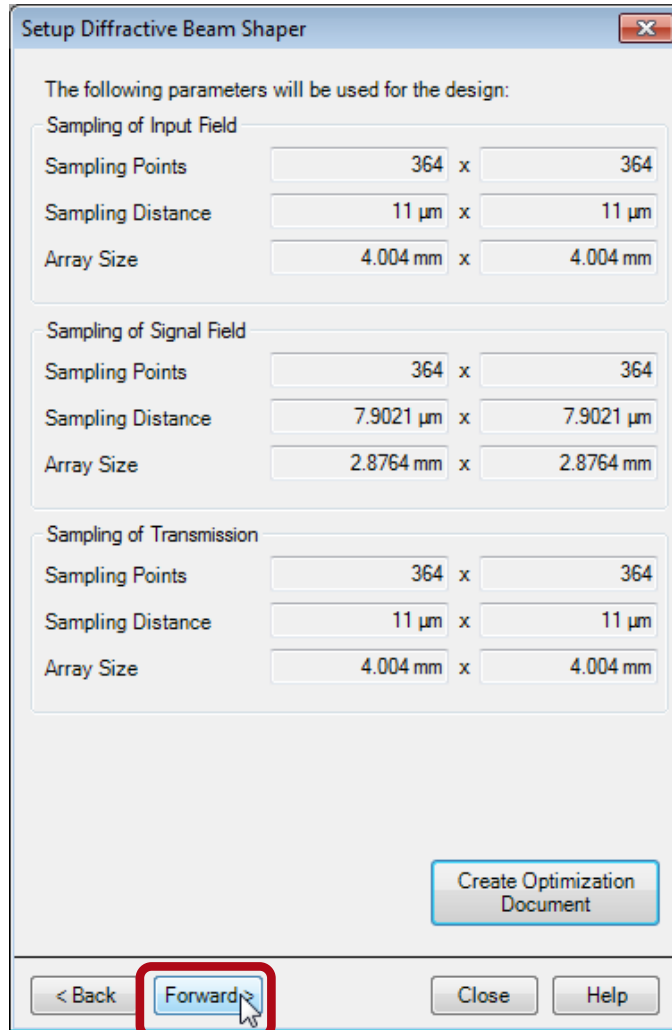 Setup Diffractive Beam Shaper
The following parameters will be used for the design:
Sampling of Input Field
Sampling Points 364 x 364
Sampling Distance 11 µm x 11 µm
Array Size 4.004 mm x 4.004 mm
Sampling of Signal Field
Sampling Points 364 x 364
Sampling Distance 7.9021 µm x 7.9021 µm
Array Size 2.8764 mm x 2.8764 mm
Sampling of Transmission
Sampling Points 364 x 364
Sampling Distance 11 µm x 11 µm
Array Size 4.004 mm x 4.004 mm
Create Optimization
Document
< Back Forward > Close Help